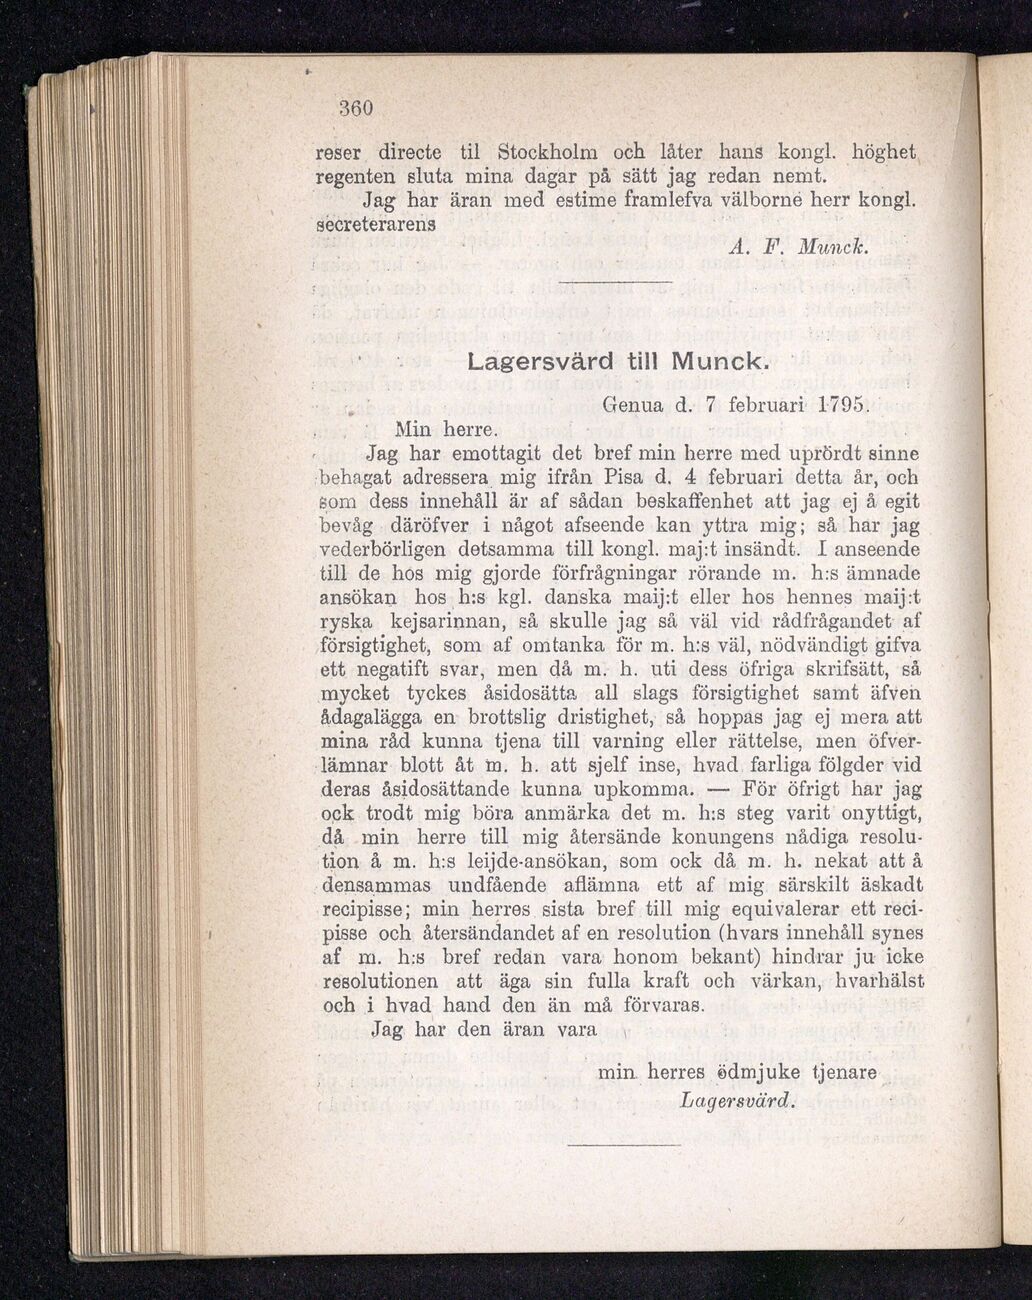 360
reser directe til Stockholm och låter hans kongl. höghet
regenten sluta mina dagar på sätt jag redan nemt.
Jag har äran med estime framlefva välborne herr kongl.
secreterarens
A. F. Munck.
Lagersvärd till Munck.
Genua d. 7 februari 1795.
Min herre.
Jag har emottagit det bref min herre med uprördt sinne
behagat adressera mig ifrån Pisa d. 4 februari detta år, och
som dess innehåll är af sådan beskaffenhet att jag ej å egit
bevåg däröfver i något afseende kan yttra mig; så har jag
vederbörligen detsamma till kongl. maj:t insändt. I anseende
till de hos mig gjorde förfrågningar rörande m. h:s ämnade
ansökan hos h:s kgl. danska maij:t eller hos hennes maij:t
ryska kejsarinnan, så skulle jag så väl vid rådfrågandet af
försigtighet, som af omtanka för m. h:s väl, nödvändigt gifva
ett negatift svar, men då m. h. uti dess öfriga skrifsätt, så
mycket tyckes åsidosätta all slags försigtighet samt äfven
ådagalägga en brottslig dristighet, så hoppas jag ej mera att
mina råd kunna tjena till varning eller rättelse, men öfver-
lämnar blott åt m. h. att sjelf inse, hvad farliga fölgder vid
deras åsidosättande kunna upkomma. — För öfrigt har jag
ock trodt mig böra anmärka det m. h:s steg varit onyttigt,
då min herre till mig återsände konungens nådiga resolu-
tion å m. h:s leijde-ansökan, som ock då m. h. nekat att å
densammas undfående aflämna ett af mig särskilt äskadt
recipisse; min herres sista bref till mig equivalerar ett reci-
pisse och återsändandet af en resolution (hvars innehåll synes
af m. h:s bref redan vara honom bekant) hindrar ju icke
resolutionen att äga sin fulla kraft och värkan, hvarhälst
och i hvad hand den än må förvaras.
Jag har den äran vara
min herres ödmjuke tjenare
Lagersvärd.